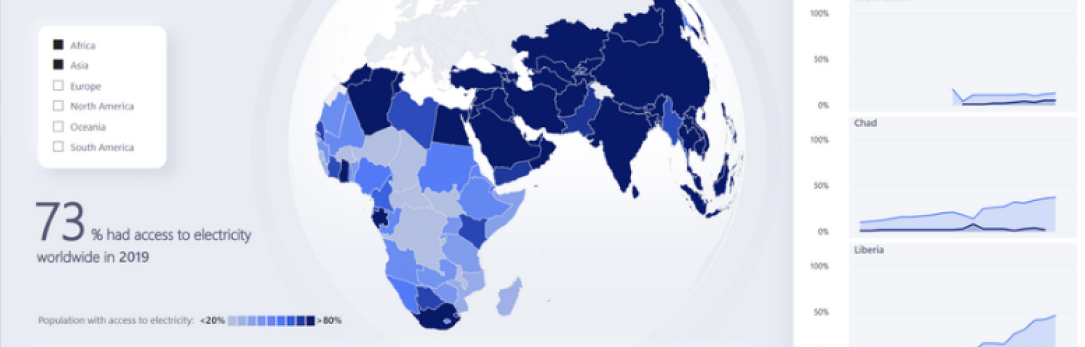 Africa
Asia
Europe
North America
Oceania
South America
73 % had access to electricity
worldwide in 2019
Population with access to electricity: <20% >80%
100%
50%
0%
Chad
100%
50%
0%
Liberia
100%
50%